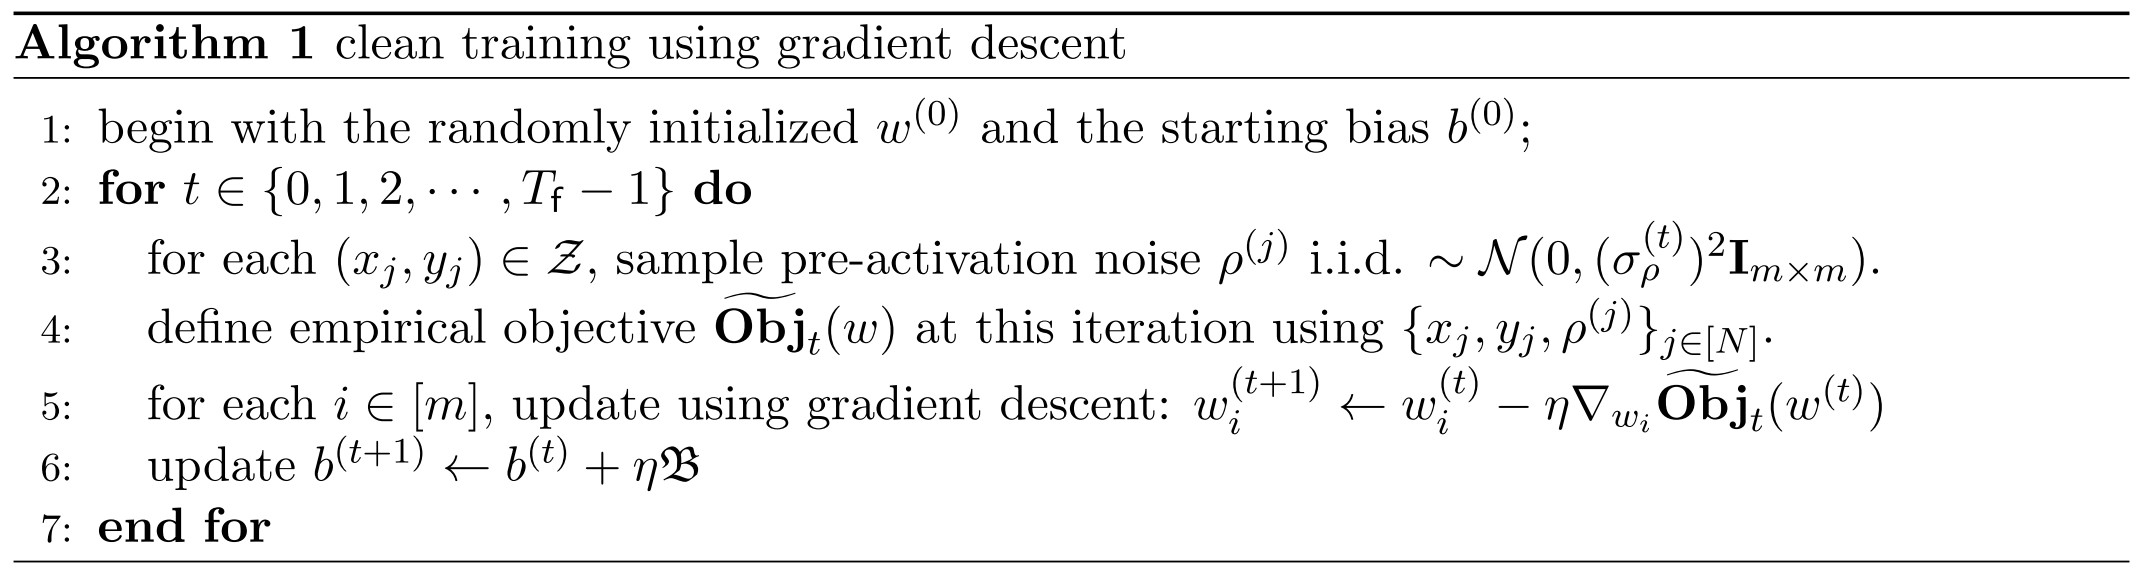 Algorithm 1 clean training using gradient descent
1: begin with the randomly initialized $w^{(0)}$ and the starting bias $b^{(0)}$;
2: for $t \in \{0, 1, 2, \cdots, T_{\mathsf{f}} - 1\}$ do
3: for each $(x_j, y_j) \in \mathcal{Z}$, sample pre-activation noise $\rho^{(j)}$ i.i.d. $\sim \mathcal{N}(0, (\sigma_\rho^{(t)})^2 \mathbf{I}_{m \times m})$.
4: define empirical objective $\widetilde{\mathbf{Obj}}_t(w)$ at this iteration using $\{x_j, y_j, \rho^{(j)}\}_{j \in [N]}$.
5: for each $i \in [m]$, update using gradient descent: $w_i^{(t+1)} \leftarrow w_i^{(t)} - \eta \nabla_{w_i} \widetilde{\mathbf{Obj}}_t(w^{(t)})$
6: update $b^{(t+1)} \leftarrow b^{(t)} + \eta \mathfrak{B}$
7: end for